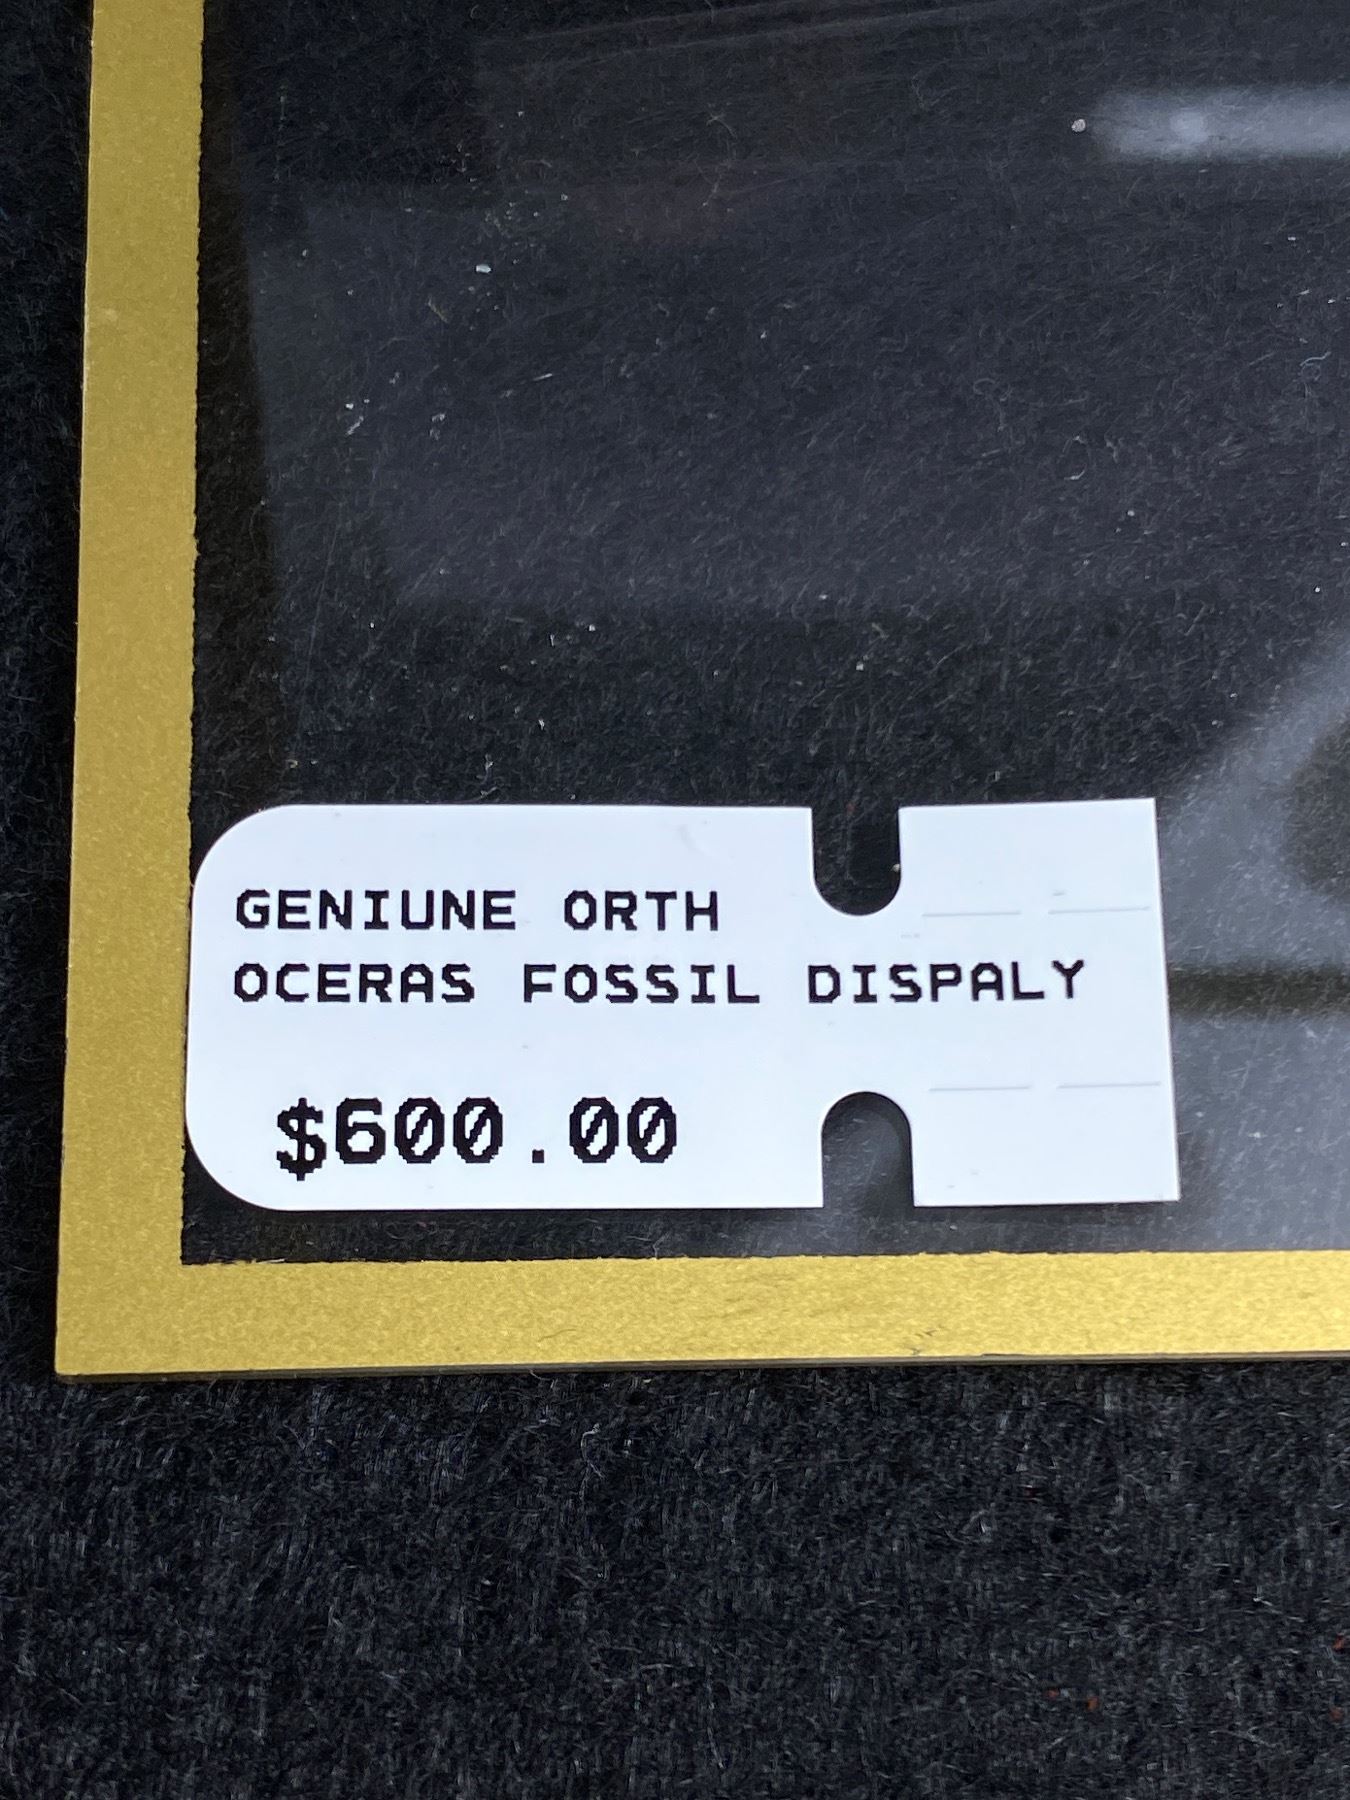 GENIUNE ORTH
OCERAS FOSSIL DISPALY
$600.00